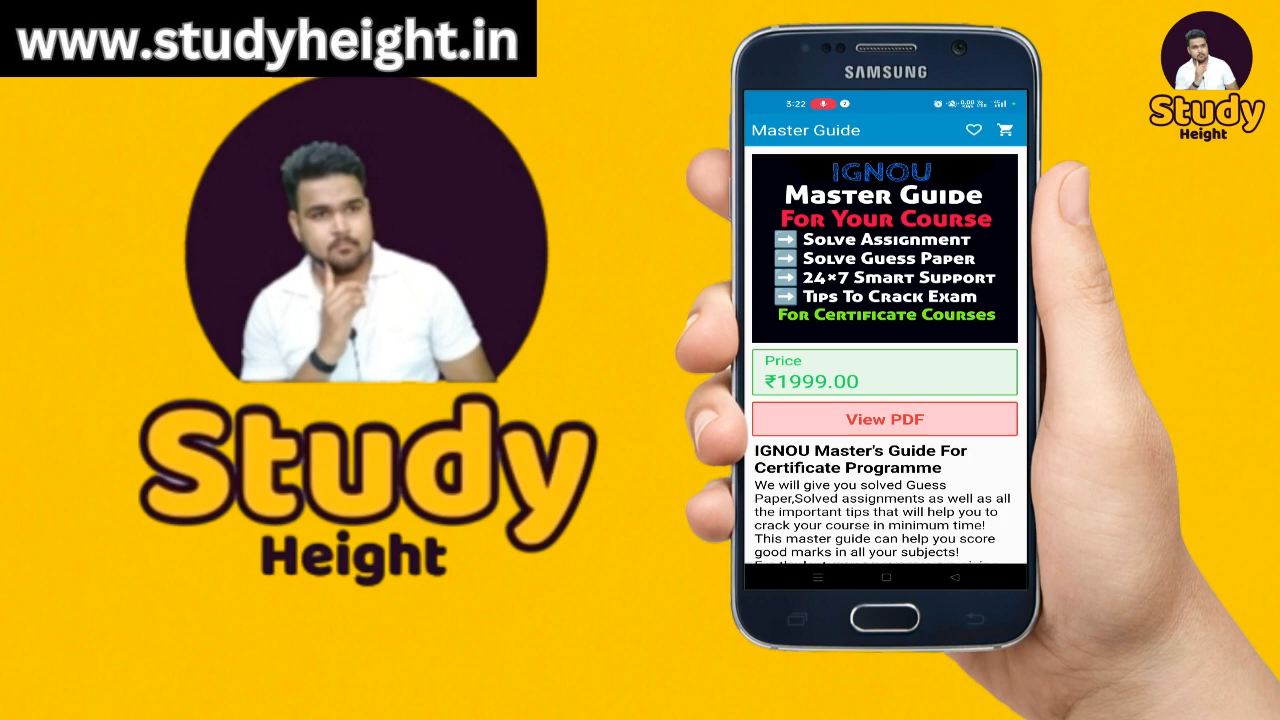 www.studyheight.in
Study
Height
SAMSUNG
3:22
Master Guide
IGNOU
Master Guide
For Your Course
➡ Solve Assignment
➡ Solve Guess Paper
➡ 24×7 Smart Support
➡ Tips To Crack Exam
For Certificate Courses
Price
₹1999.00
View PDF
IGNOU Master's Guide For
Certificate Programme
We will give you solved Guess
Paper,Solved assignments as well as all
the important tips that will help you to
crack your course in minimum time!
This master guide can help you score
good marks in all your subjects!
Study
Height